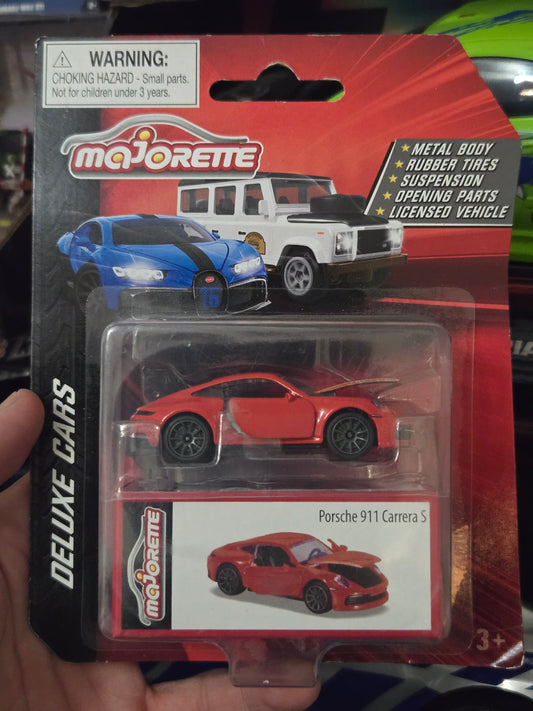 WARNING:
CHOKING HAZARD - Small parts.
Not for children under 3 years.
MAJORETTE
★ METAL BODY
★ RUBBER TIRES
★ SUSPENSION
★ OPENING PARTS
★ LICENSED VEHICLE
DELUXE CARS
Porsche 911 Carrera S
MAJORETTE
3+